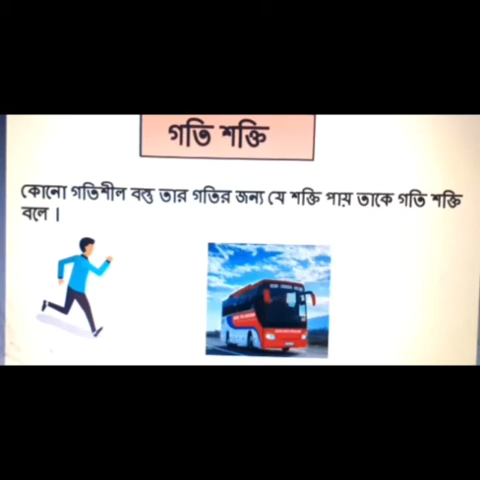 গতি শক্তি
কোনো গতিশীল বস্তু তার গতির জন্য যে শক্তি পায় তাকে গতি শক্তি
বলে ।